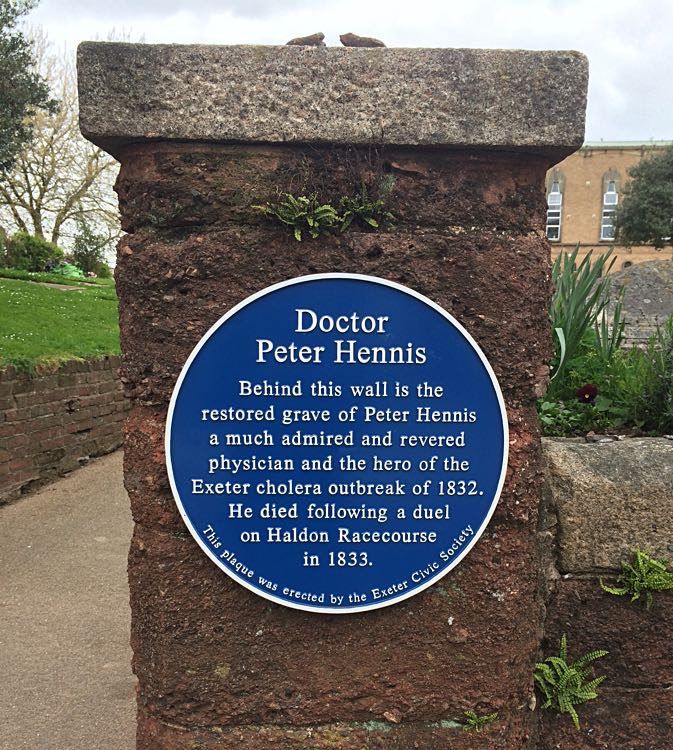 Doctor
Peter Hennis
Behind this wall is the
restored grave of Peter Hennis
a much admired and revered
physician and the hero of the
Exeter cholera outbreak of 1832.
He died following a duel
on Haldon Racecourse
in 1833.
This plaque was erected by the Exeter Civic Society